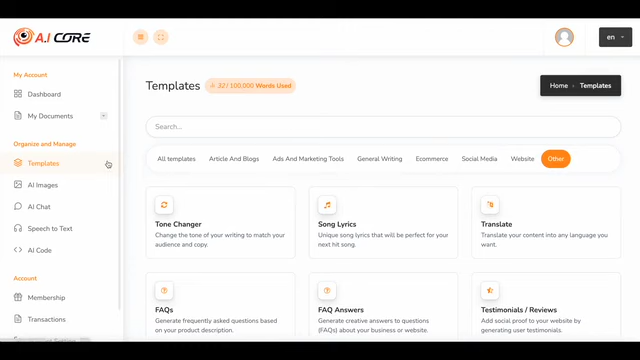 A.I CORE
en
My Account
Dashboard
My Documents
Organize and Manage
Templates
AI Images
AI Chat
Speech to Text
AI Code
Account
Membership
Transactions
Templates
32 / 100.000 Words Used
Home
Templates
Search...
All templates
Article And Blogs
Ads And Marketing Tools
General Writing
Ecommerce
Social Media
Website
Other
Tone Changer
Change the tone of your writing to match your
audience and copy.
Song Lyrics
Unique song lyrics that will be perfect for your
next hit song.
Translate
Translate your content into any language you
want.
FAQs
Generate frequently asked questions based
on your product description.
FAQ Answers
Generate creative answers to questions
(FAQs) about your business or website.
Testimonials / Reviews
Add social proof to your website by
generating user testimonials.